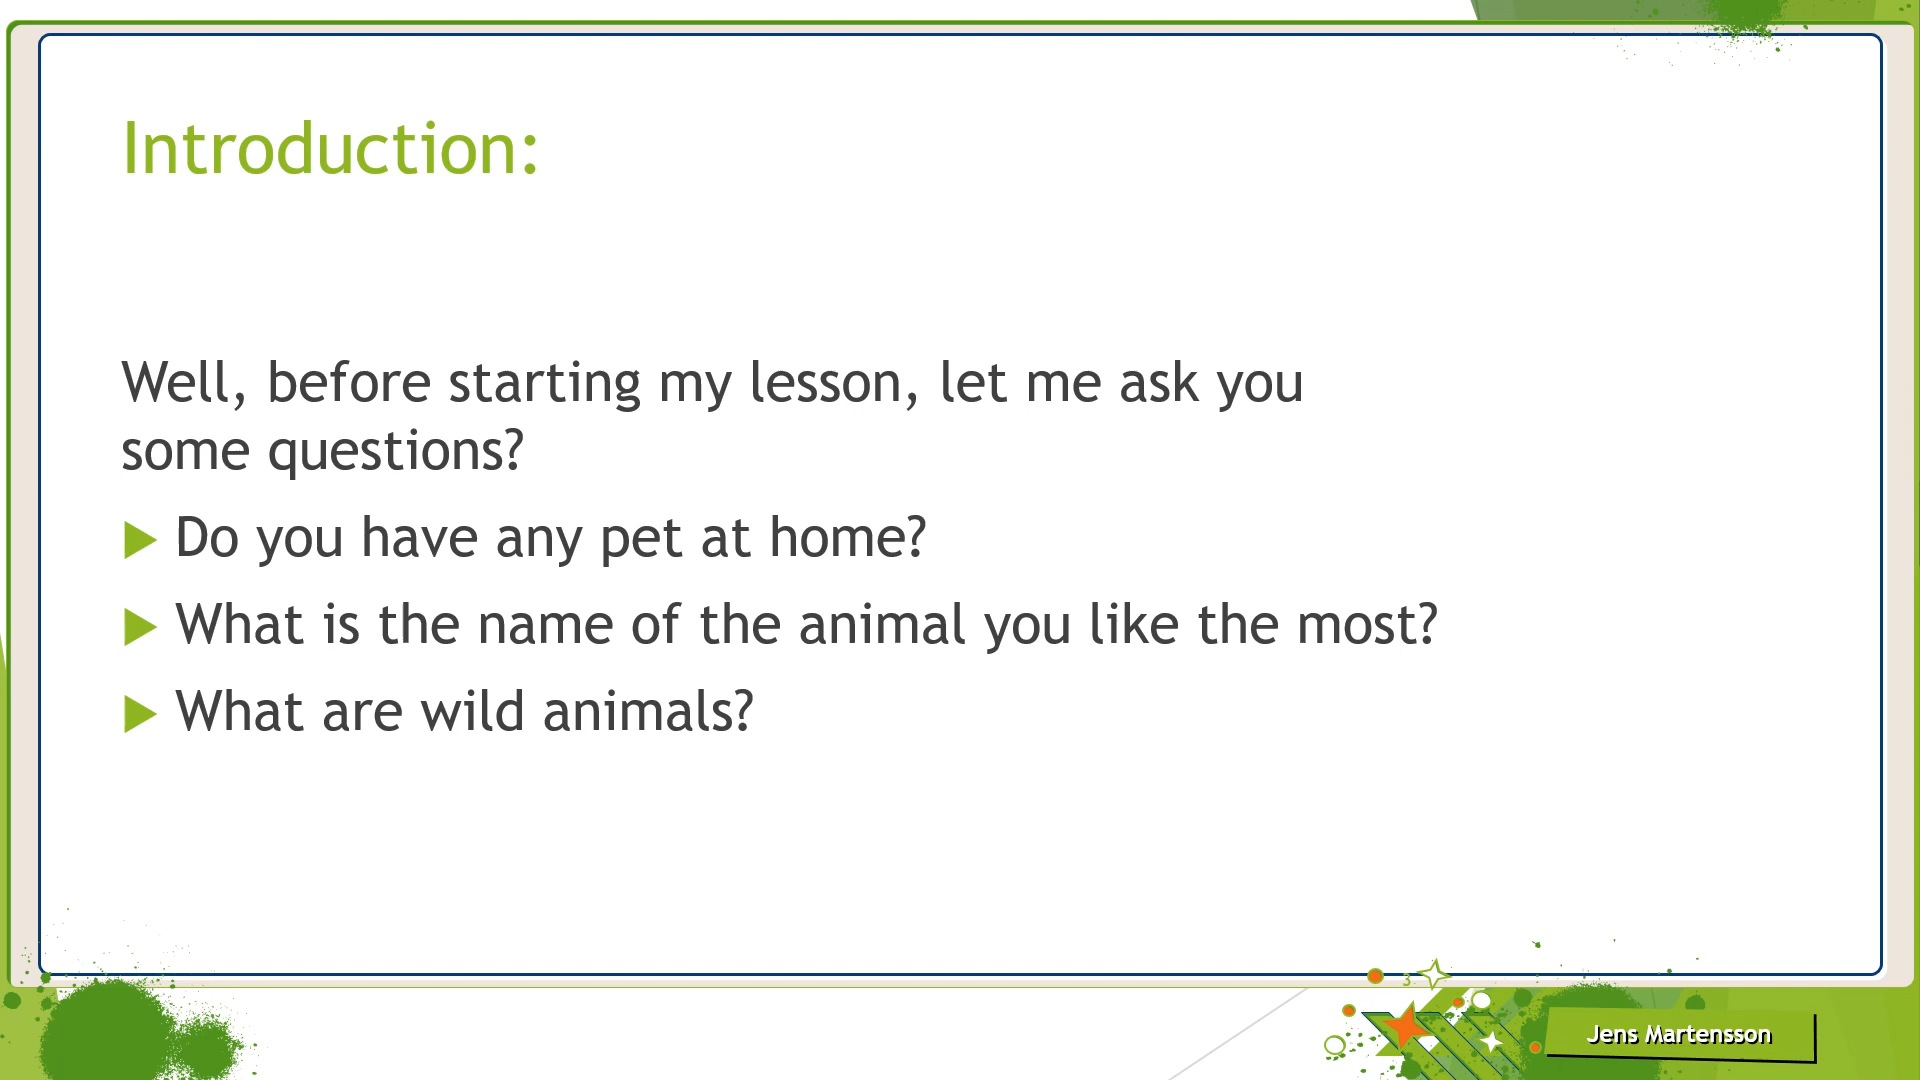 Introduction:
Well, before starting my lesson, let me ask you
some questions?
Do you have any pet at home?
What is the name of the animal you like the most?
What are wild animals?
3
Jens Martensson